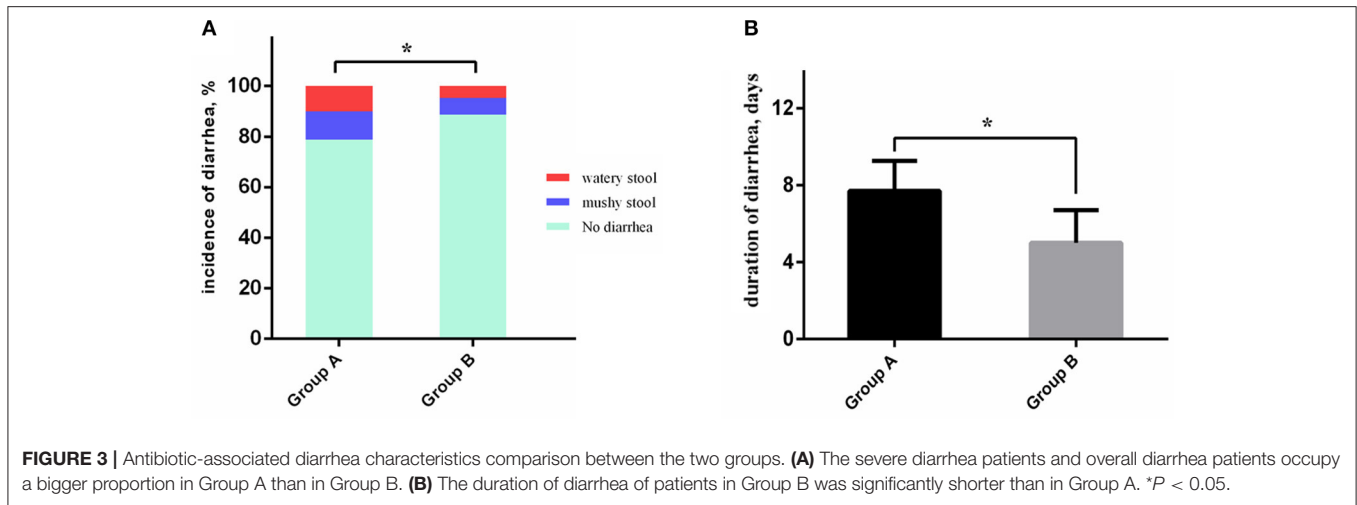 A
*
incidence of diarrhea, %
100
80
60
40
20
0
Group A
Group B
watery stool
mushy stool
No diarrhea
B
*
duration of diarrhea, days
12
8
4
0
Group A
Group B
FIGURE 3 | Antibiotic-associated diarrhea characteristics comparison between the two groups. (A) The severe diarrhea patients and overall diarrhea patients occupy
a bigger proportion in Group A than in Group B. (B) The duration of diarrhea of patients in Group B was significantly shorter than in Group A. *P < 0.05.